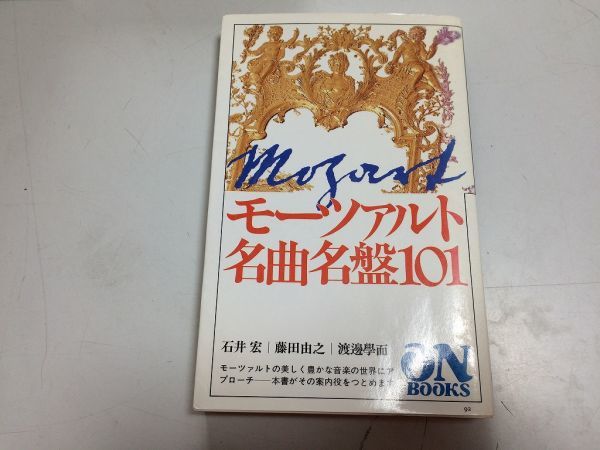 Mozart
モーツァルト
名曲名盤101
石井 宏｜藤田由之｜渡邊學而
モーツァルトの美しく豊かな音楽の世界にア
プローチ――本書がその案内役をつとめます
ON
BOOKS
92